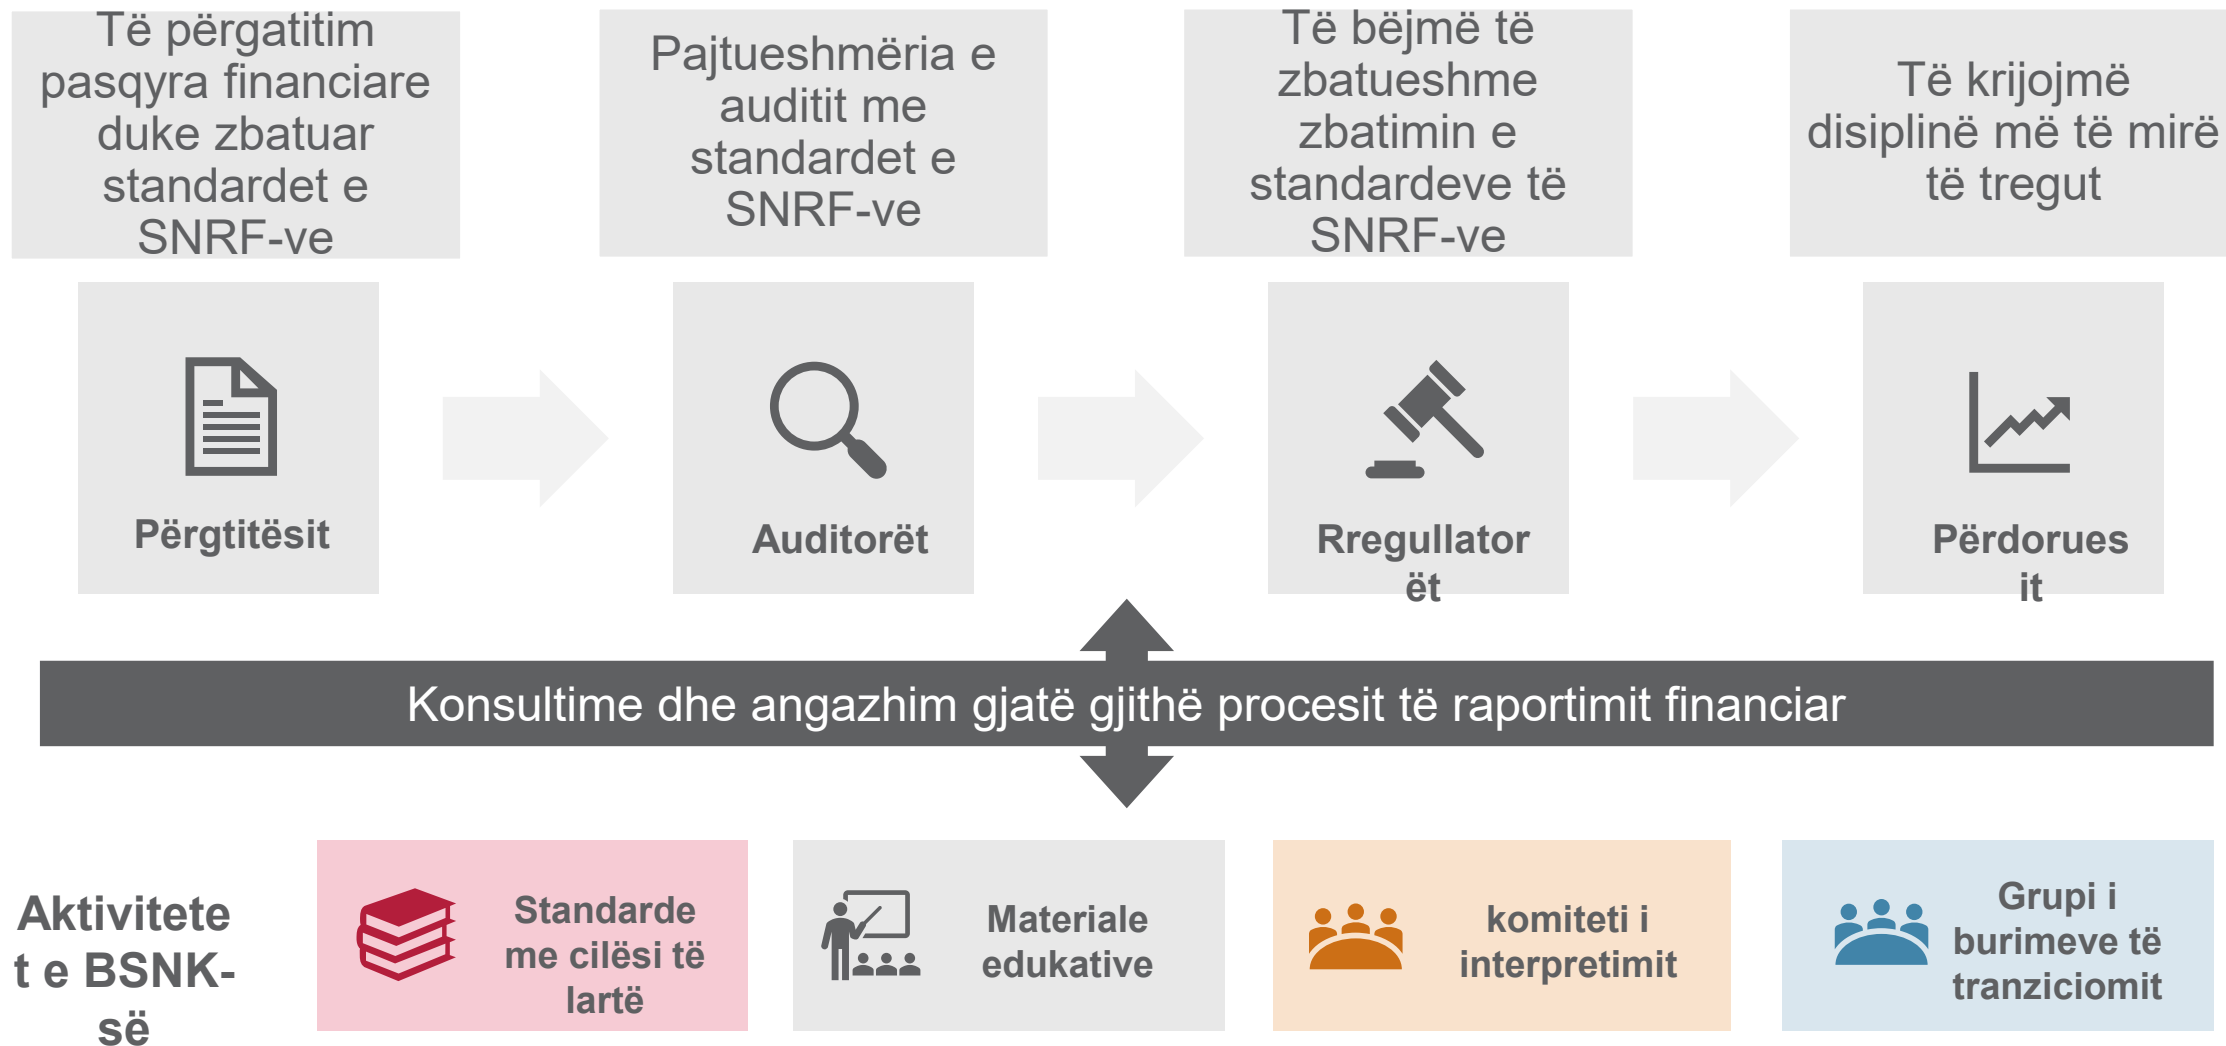 Të përgatitim
pasqyra financiare
duke zbatuar
standardet e
SNRF-ve
Pajtueshmëria e
auditit me
standardet e
SNRF-ve
Të bëjmë të
zbatueshme
zbatimin e
standardeve të
SNRF-ve
Të krijojmë
disiplinë më të mirë
të tregut
Përgtitësit
Auditorët
Rregullator
ët
Përdorues
it
Konsultime dhe angazhim gjatë gjithë procesit të raportimit financiar
Aktivitete
t e BSNK-
së
Standarde
me cilësi të
lartë
Materiale
edukative
komiteti i
interpretimit
Grupi i
burimeve të
tranziciomit